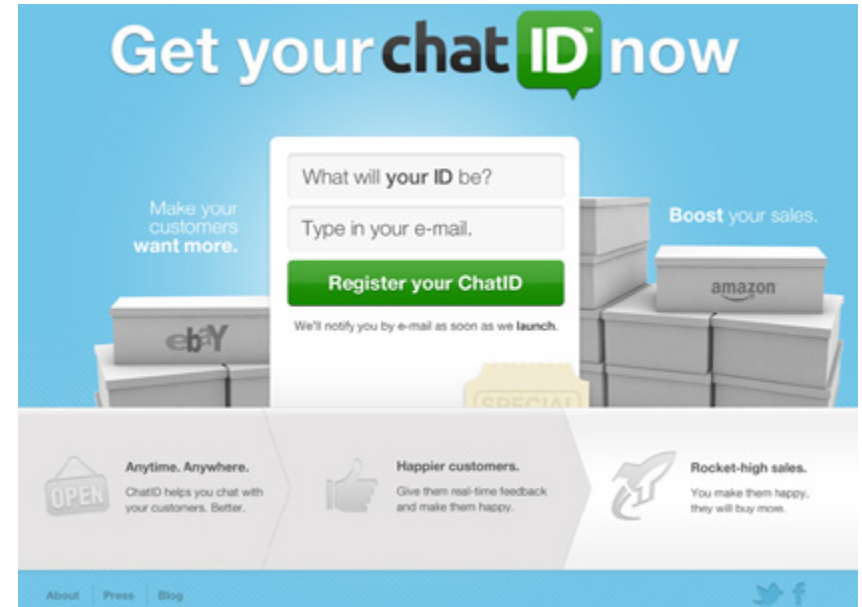 Get your chat ID™ now
What will your ID be?
Type in your e-mail.
Register your ChatID
We'll notify you by e-mail as soon as we launch.
Make your
customers
want more.
Boost your sales.
ebaY
amazon
SPECIAL
OPEN
Anytime. Anywhere.
ChatID helps you chat with
your customers. Better.
Happier customers.
Give them real-time feedback
and make them happy.
Rocket-high sales.
You make them happy,
they will buy more.
About Press Blog